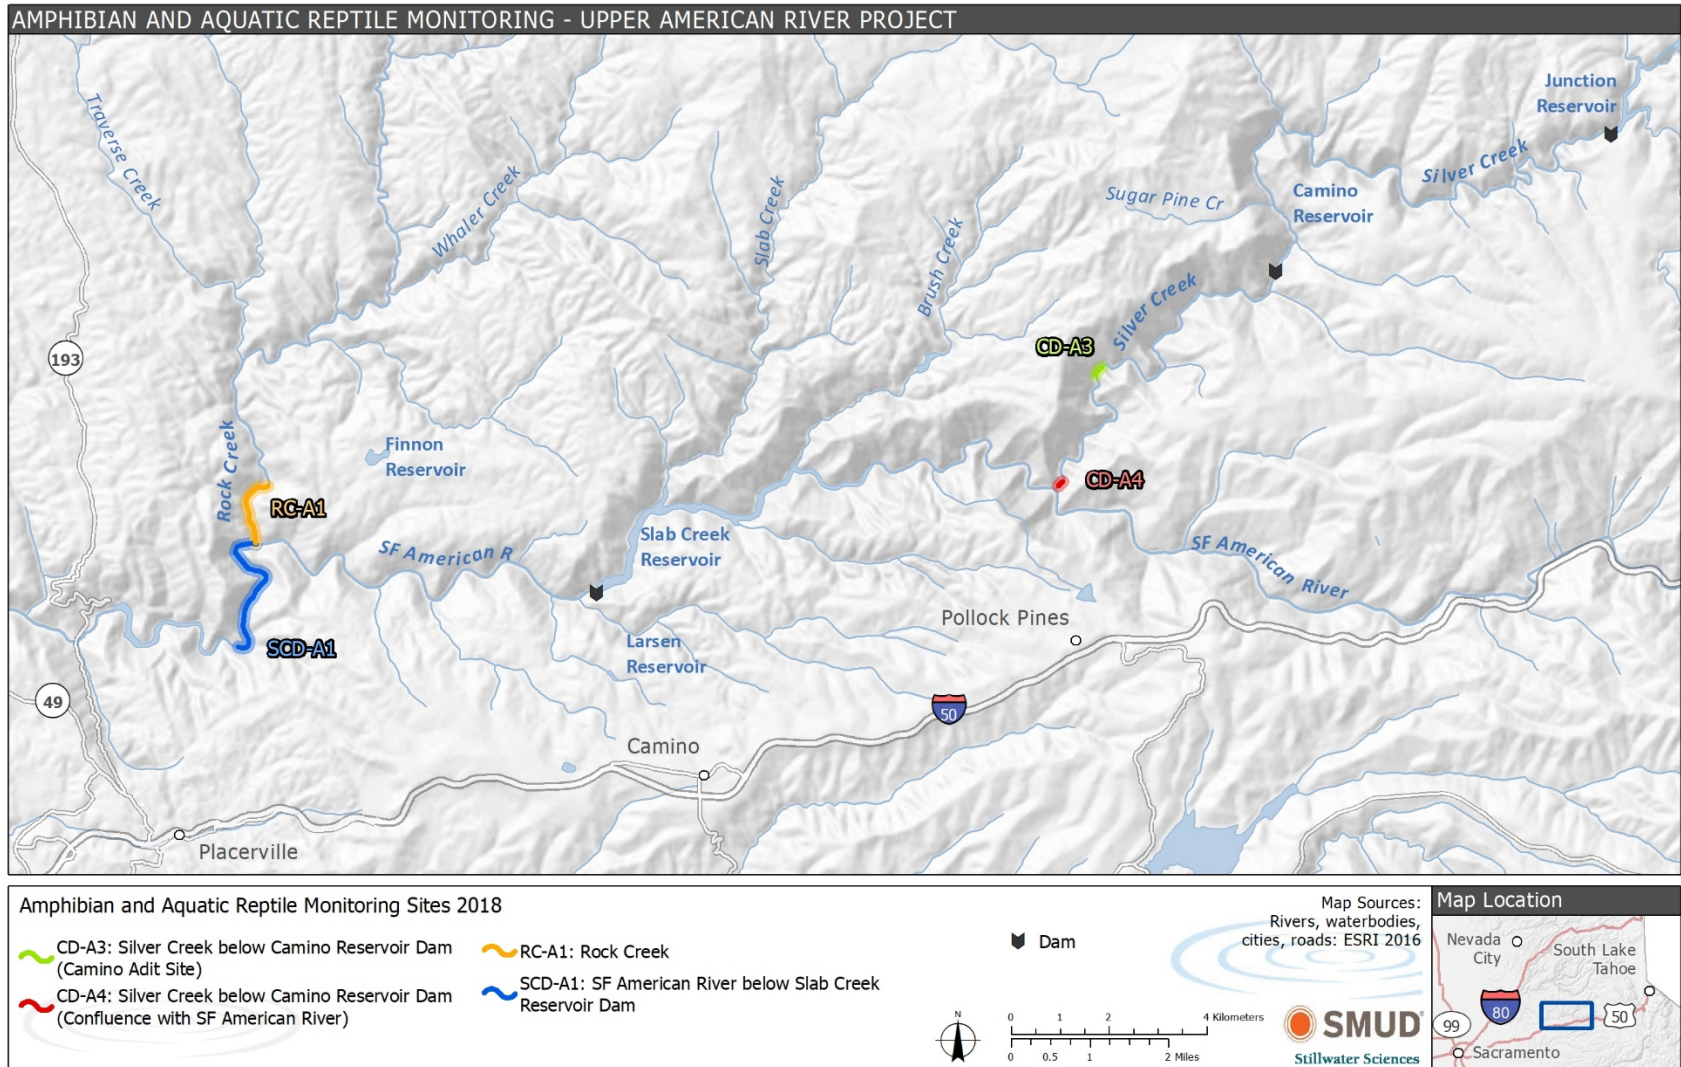 AMPHIBIAN AND AQUATIC REPTILE MONITORING - UPPER AMERICAN RIVER PROJECT
Junction
Reservoir
Traverse Creek
Whaler Creek
Slab Creek
Brush Creek
Sugar Pine Cr
Silver Creek
Camino
Reservoir
Silver Creek
CD-A3
193
Rock Creek
Finnon
Reservoir
RC-A1
CD-A4
SF American R
Slab Creek
Reservoir
SF American River
Pollock Pines
SCD-A1
Larsen
Reservoir
49
50
Camino
Placerville
Amphibian and Aquatic Reptile Monitoring Sites 2018
CD-A3: Silver Creek below Camino Reservoir Dam
(Camino Adit Site)
CD-A4: Silver Creek below Camino Reservoir Dam
(Confluence with SF American River)
RC-A1: Rock Creek
SCD-A1: SF American River below Slab Creek
Reservoir Dam
Dam
N
0 1 2 4 Kilometers
0 0.5 1 2 Miles
Map Sources:
Rivers, waterbodies,
cities, roads: ESRI 2016
SMUD
Stillwater Sciences
Map Location
Nevada
City
South Lake
Tahoe
80
50
99
Sacramento